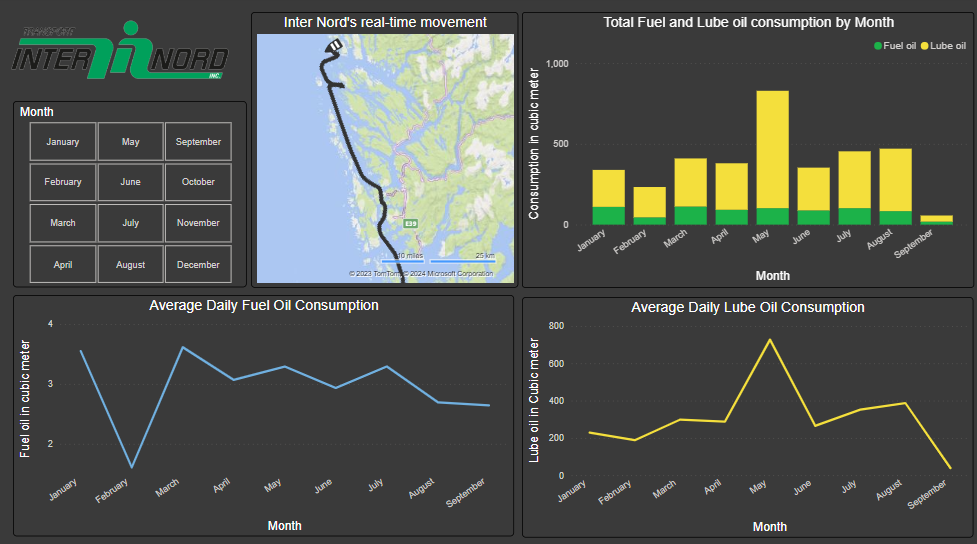 TRANSPORT
INTER NORD
INC.
Month
January
May
September
February
June
October
March
July
November
April
August
December
Inter Nord's real-time movement
E39
10 miles
25 km
© 2023 TomTom, © 2024 Microsoft Corporation
Total Fuel and Lube oil consumption by Month
Fuel oil
Lube oil
Consumption in cubic meter
1,000
500
0
January
February
March
April
May
June
July
August
September
Month
Average Daily Fuel Oil Consumption
Fuel oil in cubic meter
4
3
2
January
February
March
April
May
June
July
August
September
Month
Average Daily Lube Oil Consumption
Lube oil in Cubic meter
800
600
400
200
0
January
February
March
April
May
June
July
August
September
Month